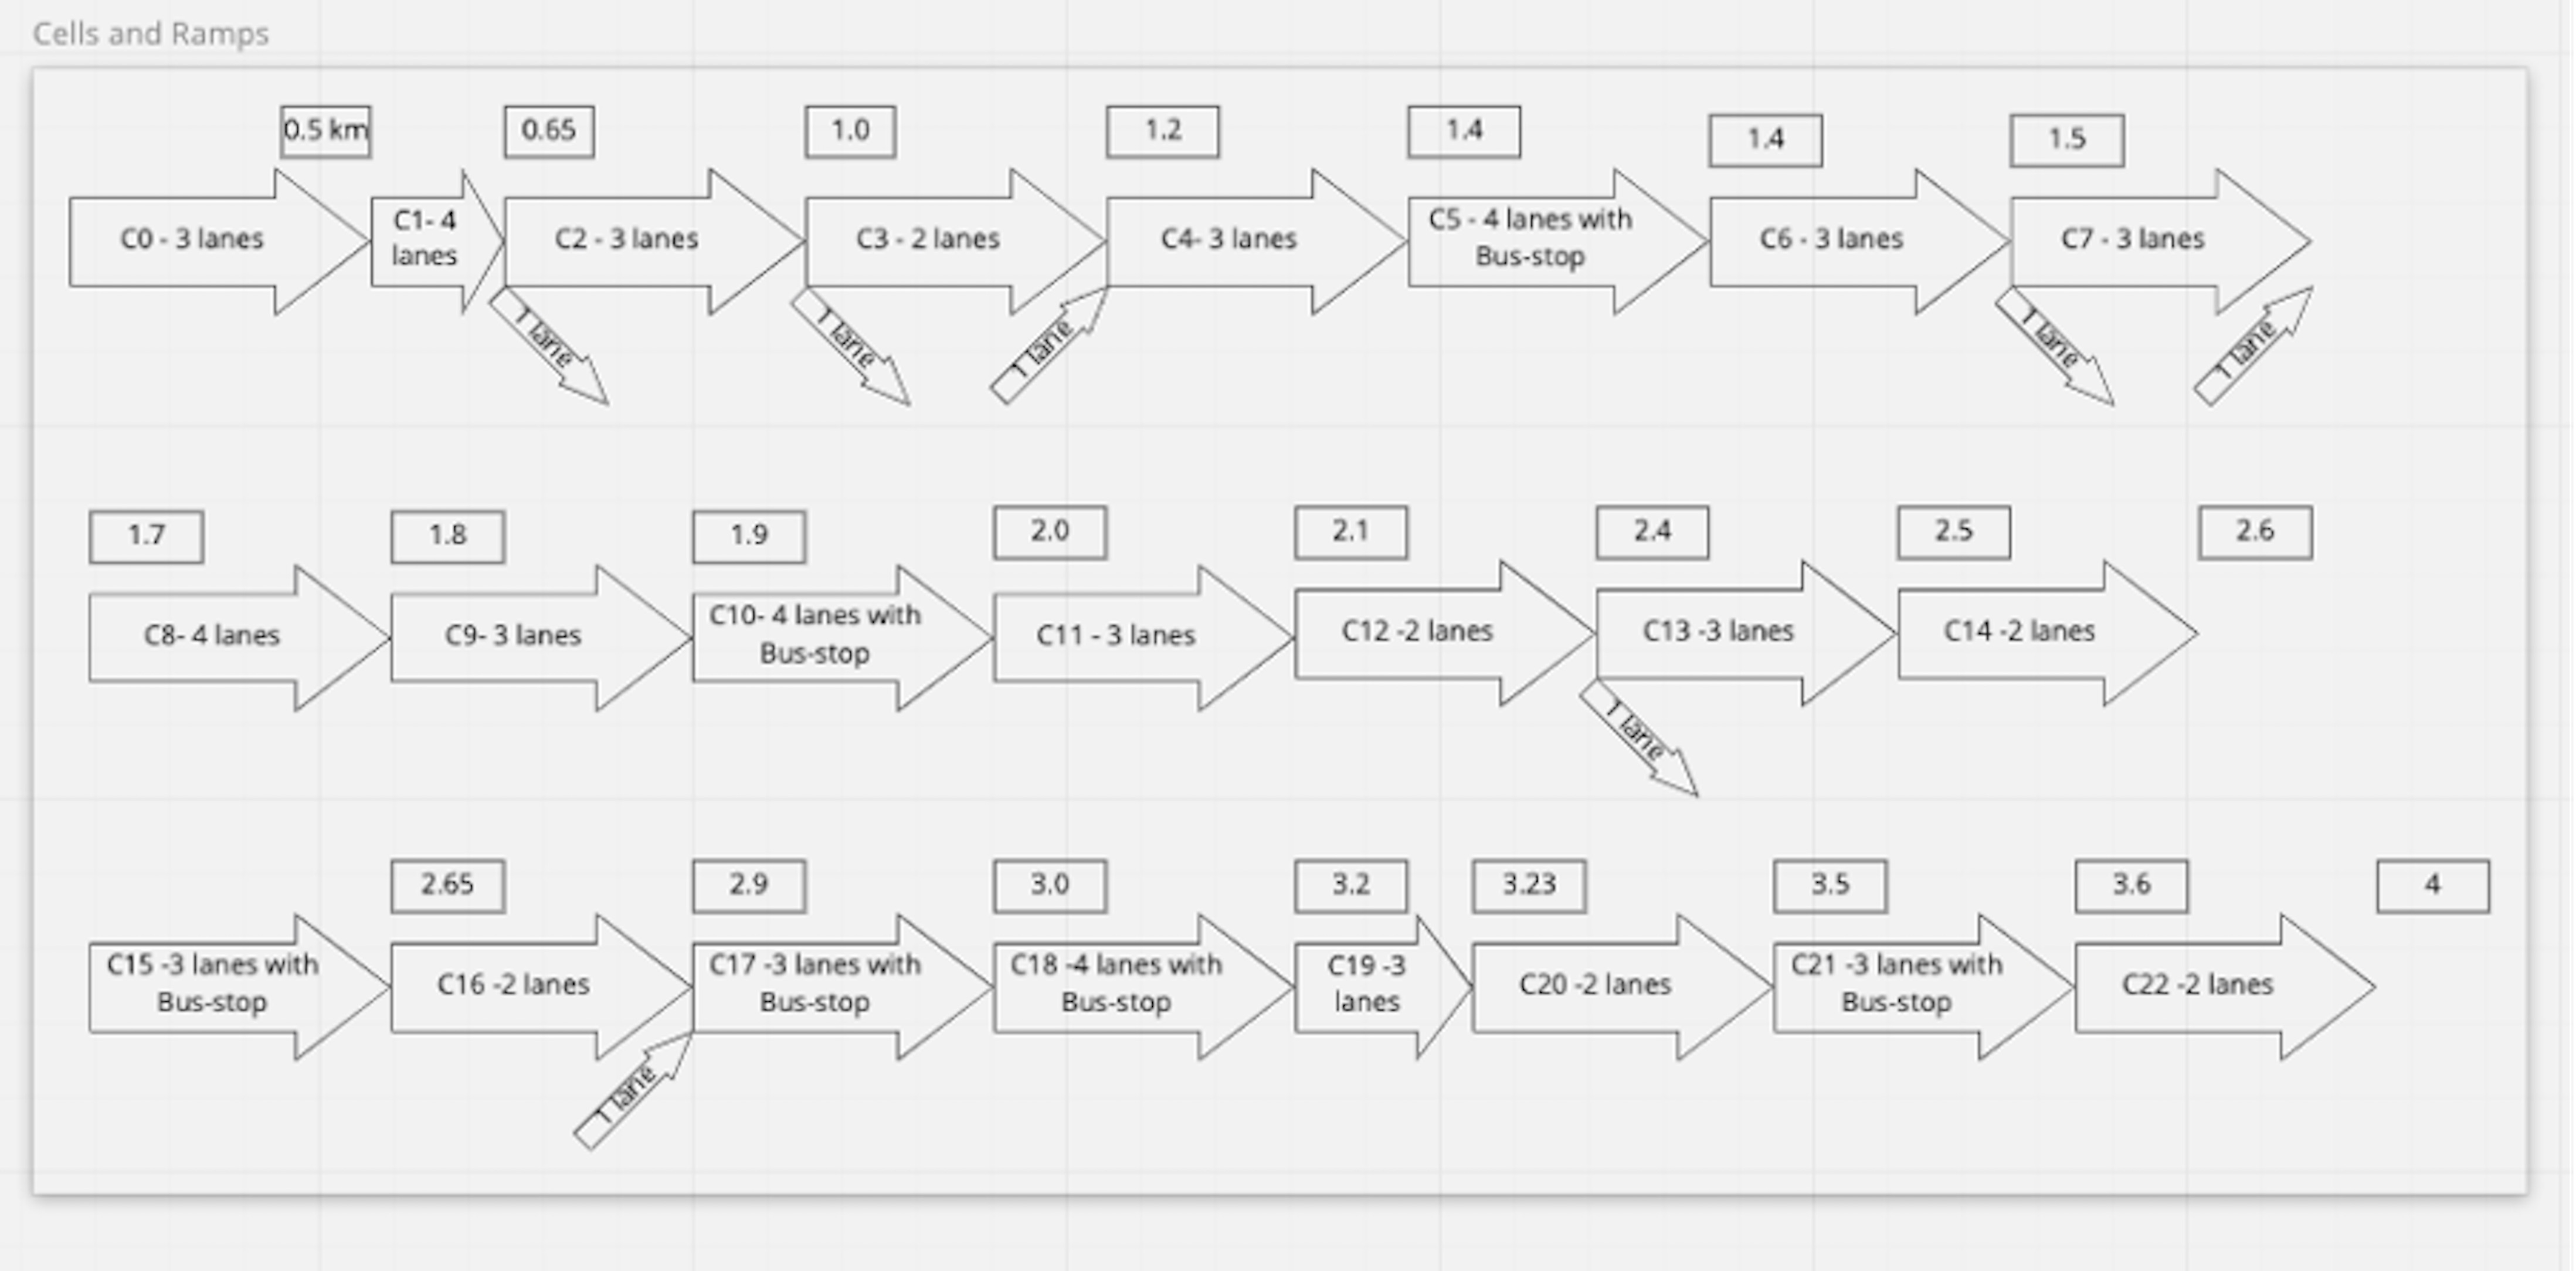 Cells and Ramps
0.5 km
0.65
1.0
1.2
1.4
1.4
1.5
C0 - 3 lanes
C1- 4
lanes
C2 - 3 lanes
C3 - 2 lanes
C4- 3 lanes
C5 - 4 lanes with
Bus-stop
C6 - 3 lanes
C7 - 3 lanes
1 lane
1 lane
1 lane
1 lane
1 lane
1.7
1.8
1.9
2.0
2.1
2.4
2.5
2.6
C8- 4 lanes
C9- 3 lanes
C10- 4 lanes with
Bus-stop
C11 - 3 lanes
C12 -2 lanes
C13 -3 lanes
C14 -2 lanes
1 lane
2.65
2.9
3.0
3.2
3.23
3.5
3.6
4
C15 -3 lanes with
Bus-stop
C16 -2 lanes
C17 -3 lanes with
Bus-stop
C18 -4 lanes with
Bus-stop
C19 -3
lanes
C20 -2 lanes
C21 -3 lanes with
Bus-stop
C22 -2 lanes
1 lane